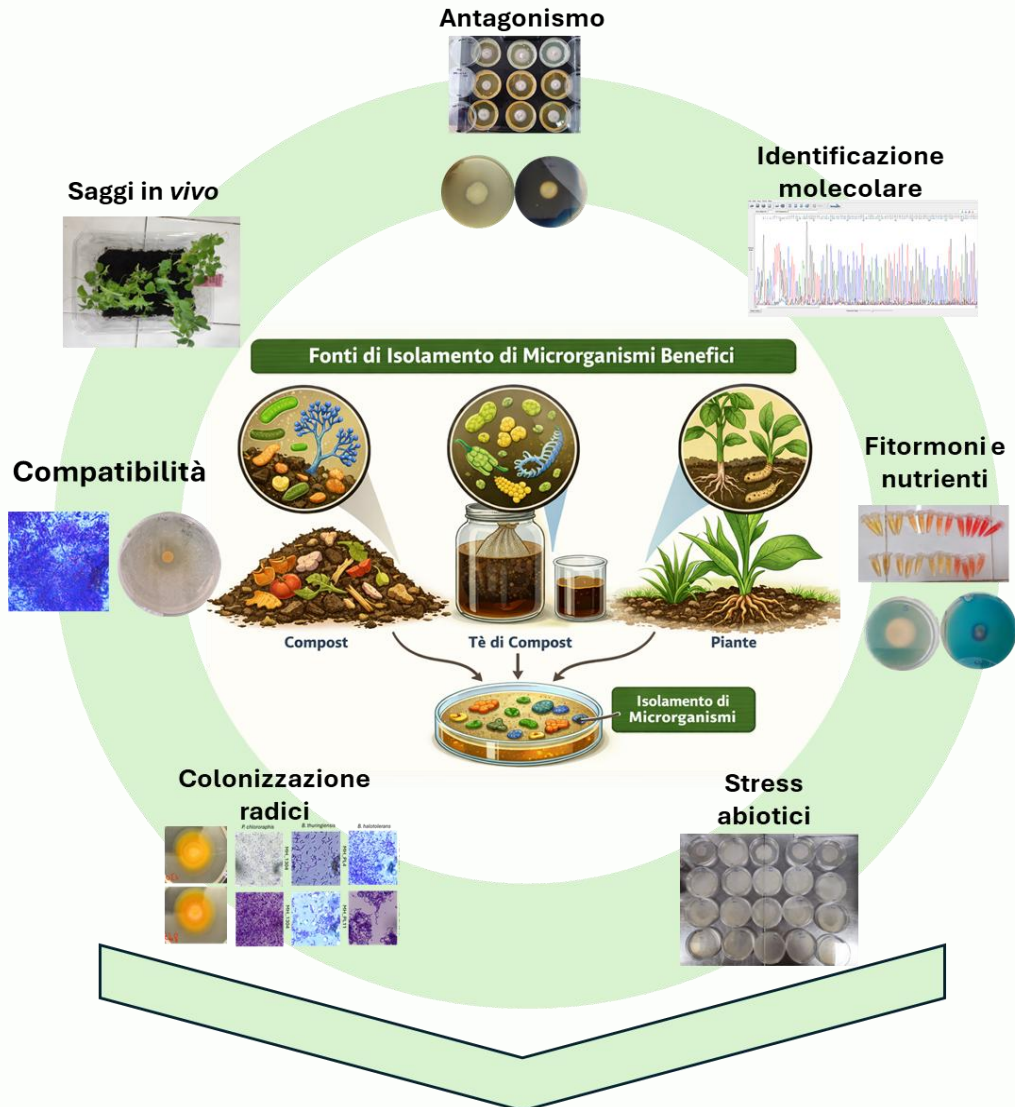 Antagonismo
Identificazione
molecolare
Saggi in vivo
Fonti di Isolamento di Microrganismi Benefici
Compatibilità
Fitormoni e
nutrienti
Compost
Tè di Compost
Piante
Isolamento di
Microrganismi
Colonizzazione
radici
P. chlororaphis
B. thuringiensis
B. halotolerans
Stress
abiotici